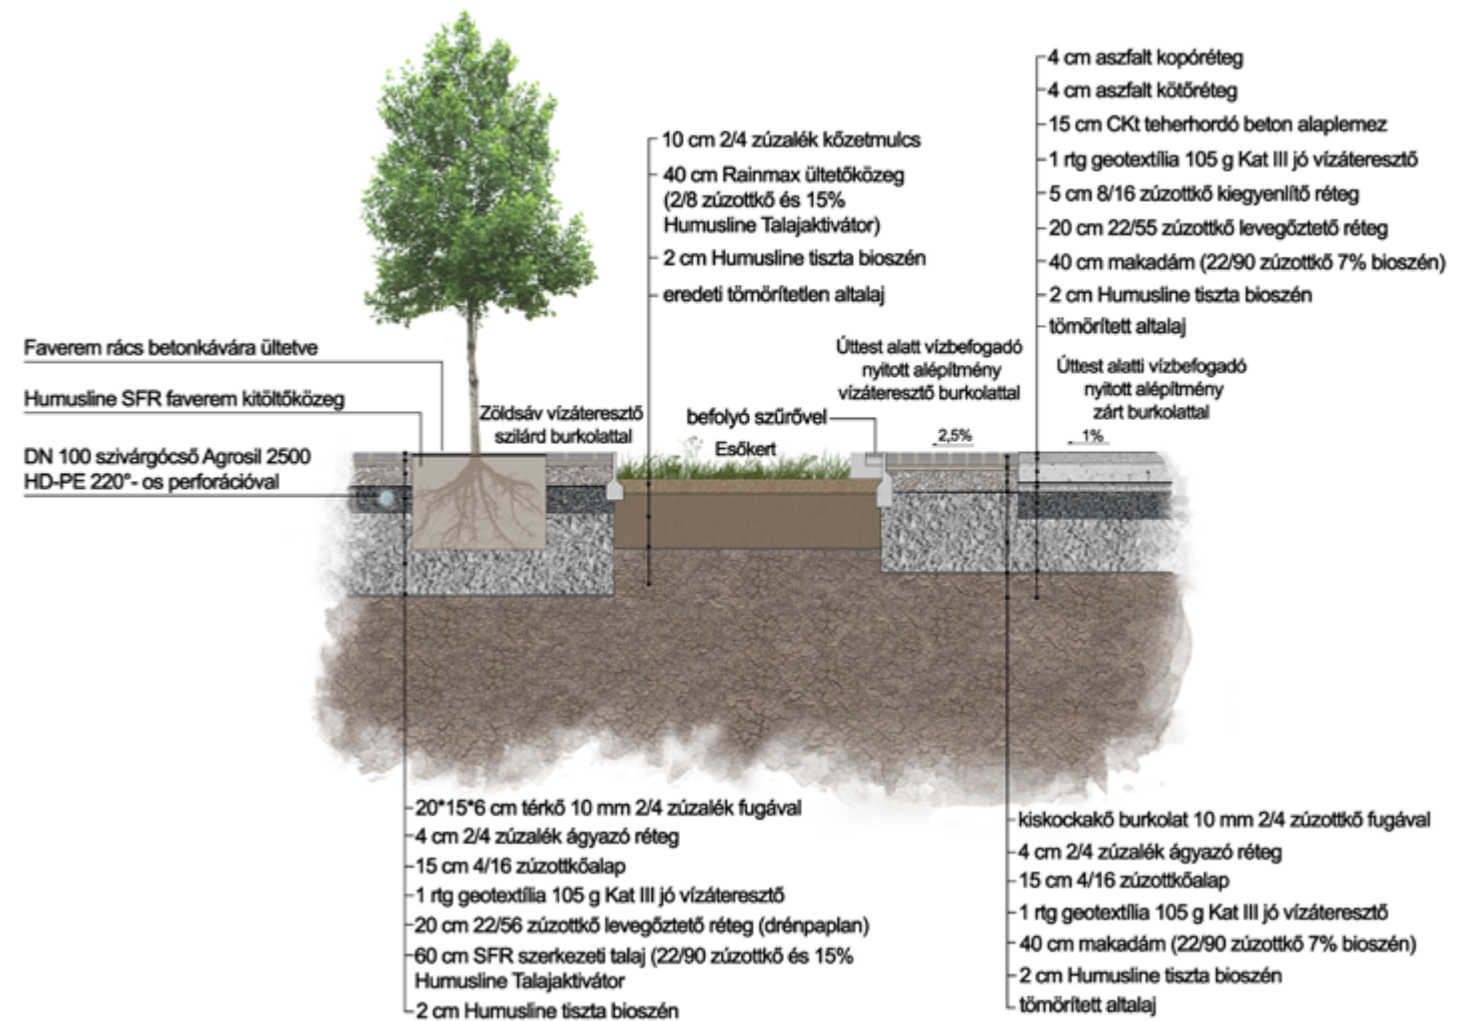 4 cm aszfalt kopóréteg
4 cm aszfalt kötőréteg
15 cm CKt teherhordó beton alaplemez
1 rtg geotextília 105 g Kat III jó vízáteresztő
5 cm 8/16 zúzottkő kiegyenlítő réteg
20 cm 22/55 zúzottkő levegőztető réteg
40 cm makadám (22/90 zúzottkő 7% bioszén)
2 cm Humusline tiszta bioszén
tömörített altalaj
10 cm 2/4 zúzalék kőzetmulcs
40 cm Rainmax ültetőközeg
(2/8 zúzottkő és 15%
Humusline Talajaktivátor)
2 cm Humusline tiszta bioszén
eredeti tömörítetlen altalaj
Faverem rács betonkávára ültetve
Humusline SFR faverem kitöltőközeg
DN 100 szivárgócső Agrosil 2500
HD-PE 220°- os perforációval
Zöldsáv vízáteresztő
szilárd burkolattal
befolyó szűrővel
Esőkert
Úttest alatt vízbefogadó
nyitott alépítmény
vízáteresztő burkolattal
2,5%
Úttest alatti vízbefogadó
nyitott alépítmény
zárt burkolattal
1%
20*15*6 cm térkő 10 mm 2/4 zúzalék fugával
4 cm 2/4 zúzalék ágyazó réteg
15 cm 4/16 zúzottkőalap
1 rtg geotextília 105 g Kat III jó vízáteresztő
20 cm 22/56 zúzottkő levegőztető réteg (drénpaplan)
60 cm SFR szerkezeti talaj (22/90 zúzottkő és 15%
Humusline Talajaktivátor
2 cm Humusline tiszta bioszén
kiskockakő burkolat 10 mm 2/4 zúzottkő fugával
4 cm 2/4 zúzalék ágyazó réteg
15 cm 4/16 zúzottkőalap
1 rtg geotextília 105 g Kat III jó vízáteresztő
40 cm makadám (22/90 zúzottkő 7% bioszén)
2 cm Humusline tiszta bioszén
tömörített altalaj